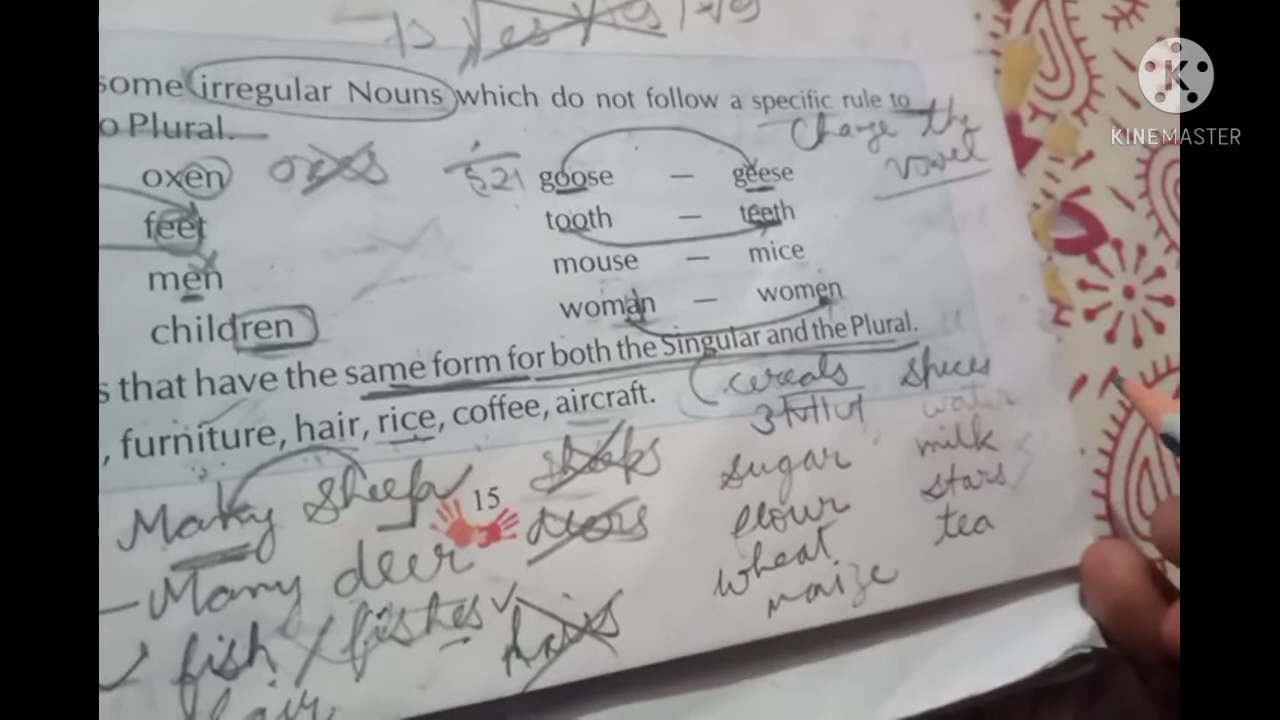 some irregular Nouns which do not follow a specific rule to
o Plural.
Change the
vowel
oxen
goose — geese
feet
tooth — teeth
men
mouse — mice
children
woman — women
s that have the same form for both the Singular and the Plural.
, furniture, hair, rice, coffee, aircraft.
cereals
अनाज
sugar
flour
wheat
maize
spices
water
milk
stars
tea
Many sheep
15
Many deer
fish / fishes
hair
KINEMASTER